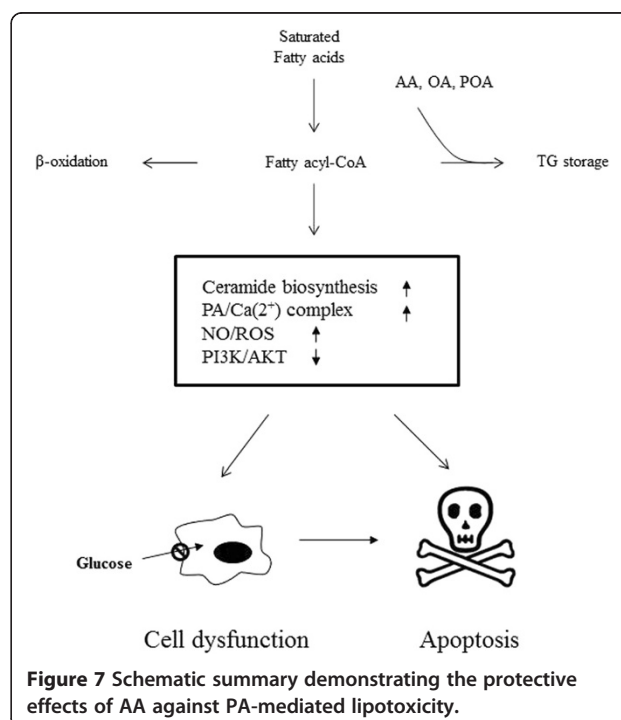 Saturated
Fatty acids
AA, OA, POA
β-oxidation
Fatty acyl-CoA
TG storage
Ceramide biosynthesis ↑
PA/Ca(2⁺) complex ↑
NO/ROS ↑
PI3K/AKT ↓
Glucose
Cell dysfunction
Apoptosis
Figure 7 Schematic summary demonstrating the protective
effects of AA against PA-mediated lipotoxicity.